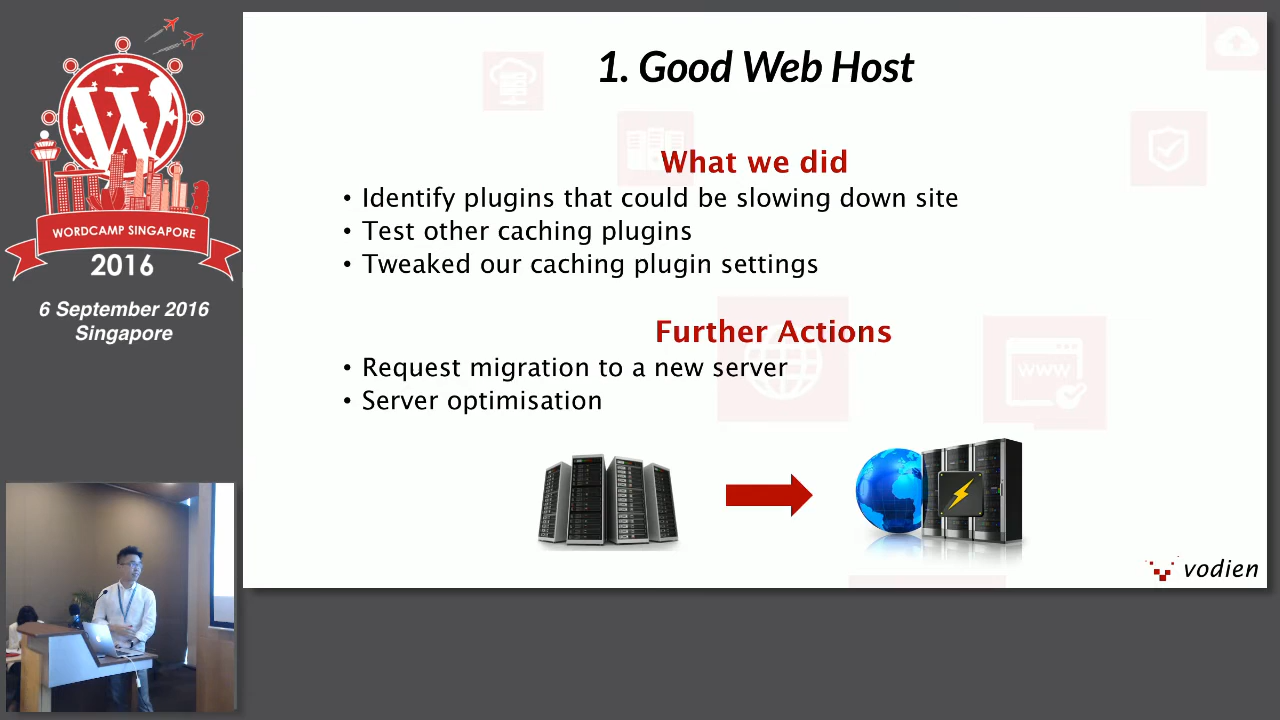 1. Good Web Host
What we did
• Identify plugins that could be slowing down site
• Test other caching plugins
• Tweaked our caching plugin settings
Further Actions
• Request migration to a new server
• Server optimisation
WWW
vodien
W
WORDCAMP SINGAPORE
2016
6 September 2016
Singapore